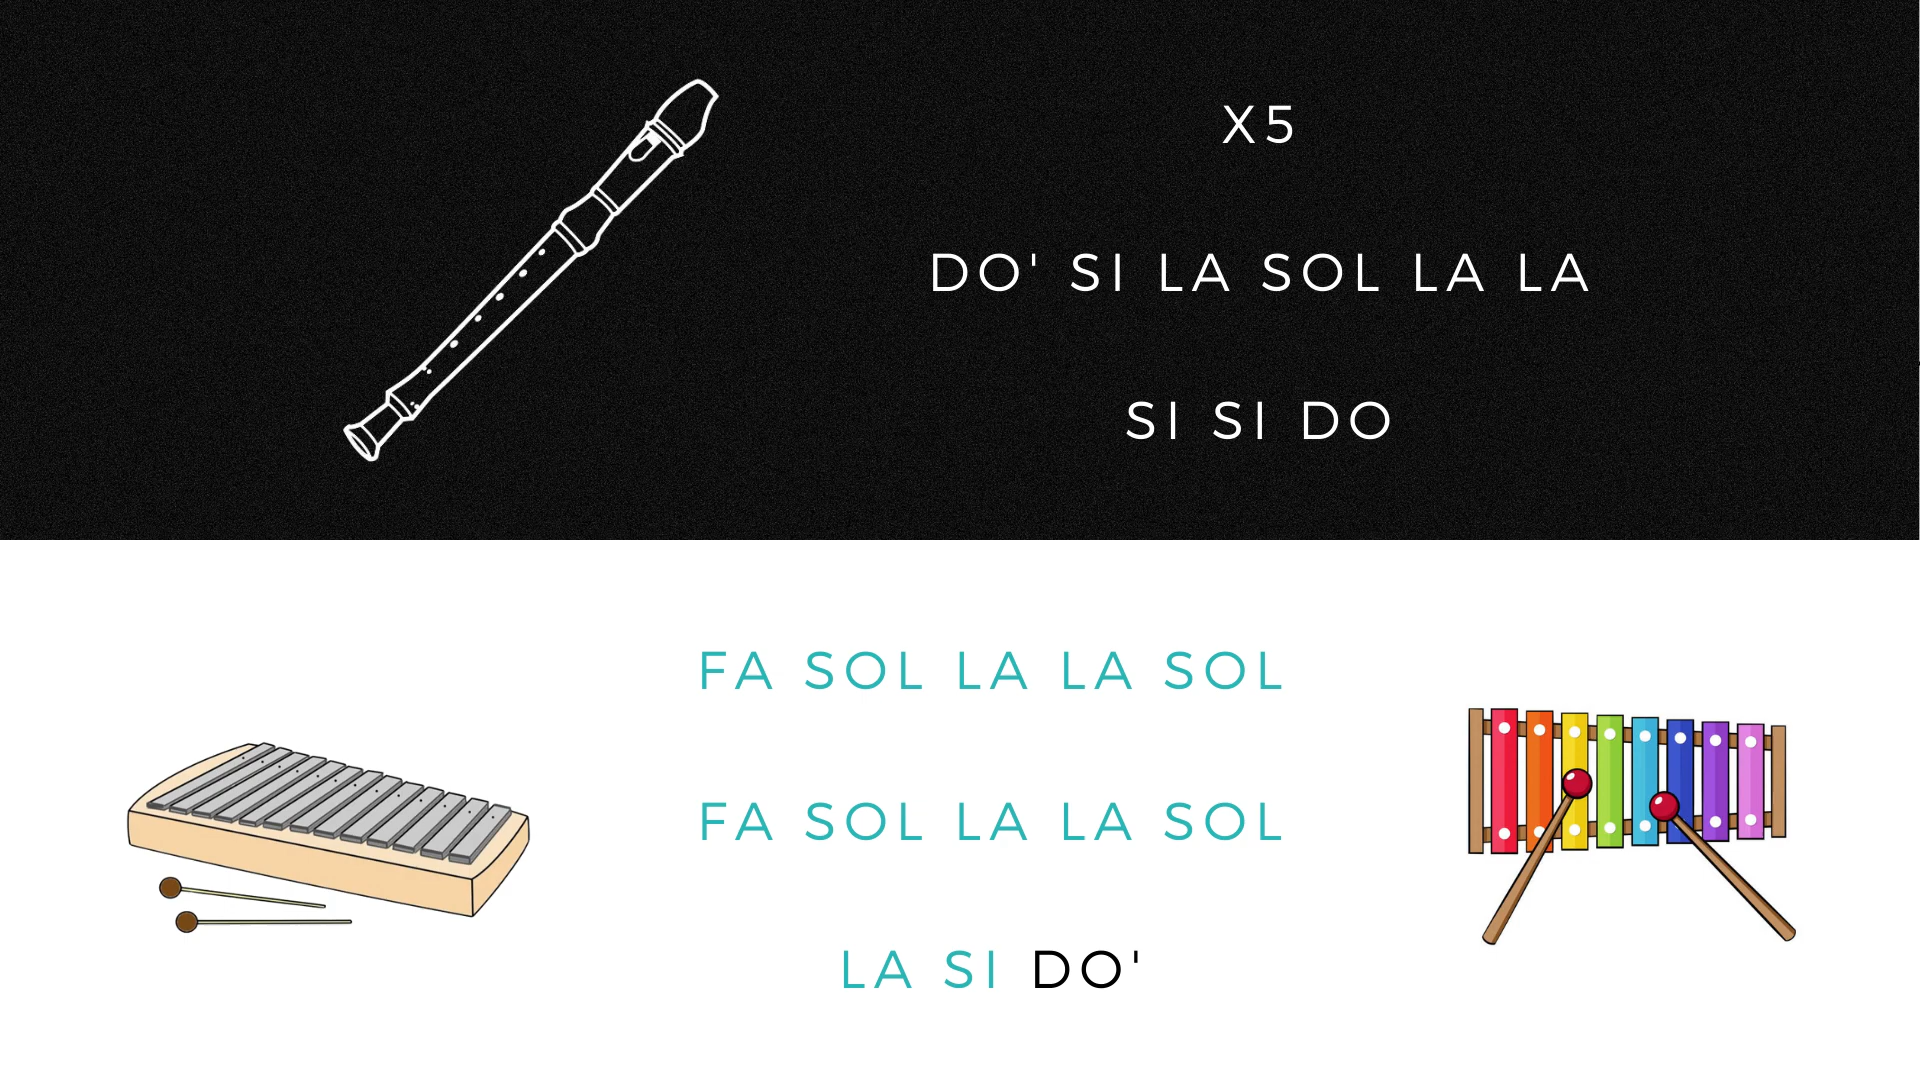 X5
DO' SI LA SOL LA LA
SI SI DO
FA SOL LA LA SOL
FA SOL LA LA SOL
LA SI DO'